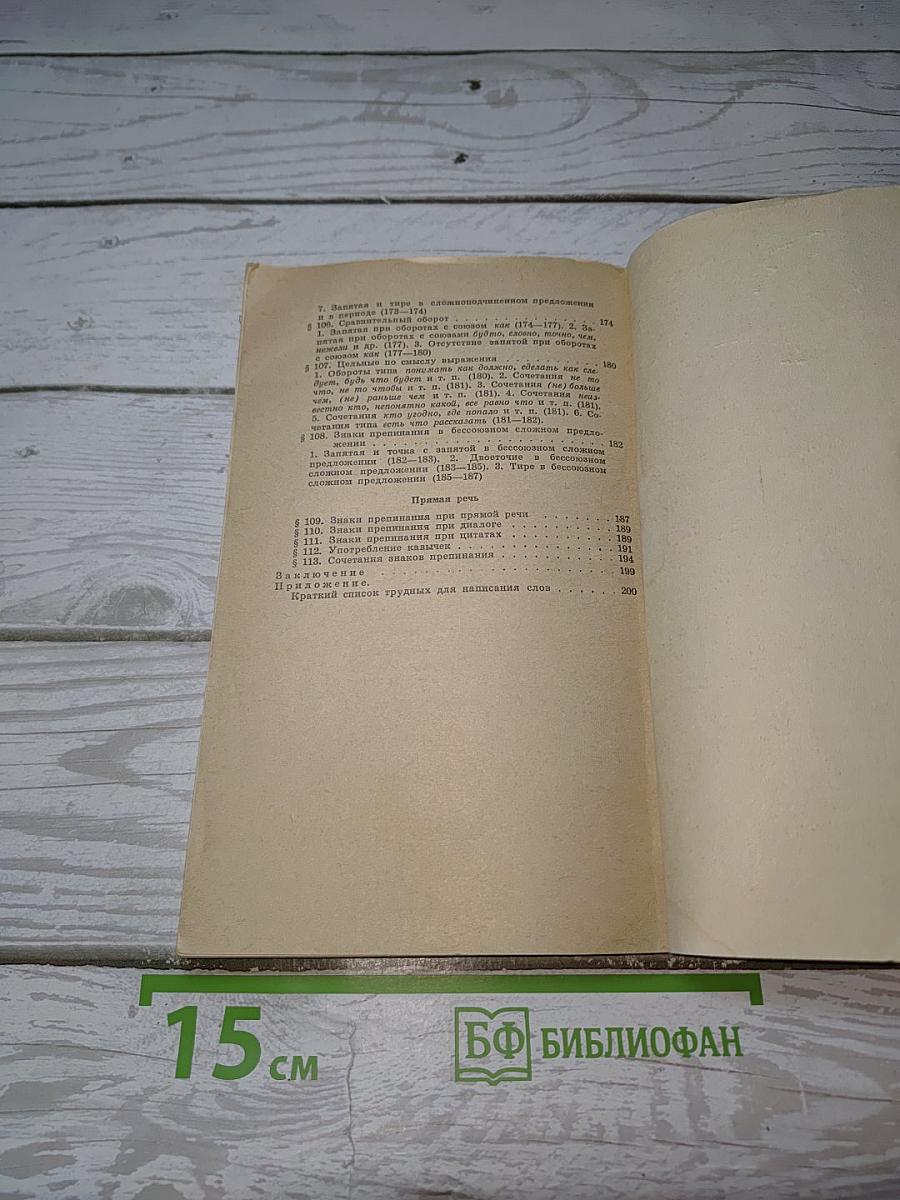 7. Запятая и тире в сложноподчиненном предложении
и в периоде (173—174)
§ 106. Сравнительный оборот . . . . . . . . . . . . . . 174
1. Запятая при оборотах с союзом как (174—177). 2. За-
пятая при оборотах с союзами будто, словно, точно, чем,
нежели и др. (177). 3. Отсутствие запятой при оборотах
с союзом как (177—180)
§ 107. Цельные по смыслу выражения . . . . . . . . . . 180
1. Обороты типа понимать как должно, сделать как сле-
дует, будь что будет и т. п. (180). 2. Сочетания не то
что, не то чтобы и т. п. (181). 3. Сочетания (не) больше
чем, (не) раньше чем и т. п. (181). 4. Сочетания неиз-
вестно кто, непонятно какой, все равно что и т. п. (181).
5. Сочетания кто угодно, где попало и т. п. (181). 6. Со-
четания типа есть что рассказать (181—182).
§ 108. Знаки препинания в бессоюзном сложном предло-
жении . . . . . . . . . . . . . . . . . . . . . . . . 182
1. Запятая и точка с запятой в бессоюзном сложном
предложении (182—183). 2. Двоеточие в бессоюзном
сложном предложении (183—185). 3. Тире в бессоюзном
сложном предложении (185—187)
Прямая речь
§ 109. Знаки препинания при прямой речи . . . . . . . 187
§ 110. Знаки препинания при диалоге . . . . . . . . . 189
§ 111. Знаки препинания при цитатах . . . . . . . . . 189
§ 112. Употребление кавычек . . . . . . . . . . . . . 191
§ 113. Сочетания знаков препинания . . . . . . . . . . 194
Заключение . . . . . . . . . . . . . . . . . . . . . 199
Приложение.
Краткий список трудных для написания слов . . . . . . 200
15 см
БФ БИБЛИОФАН